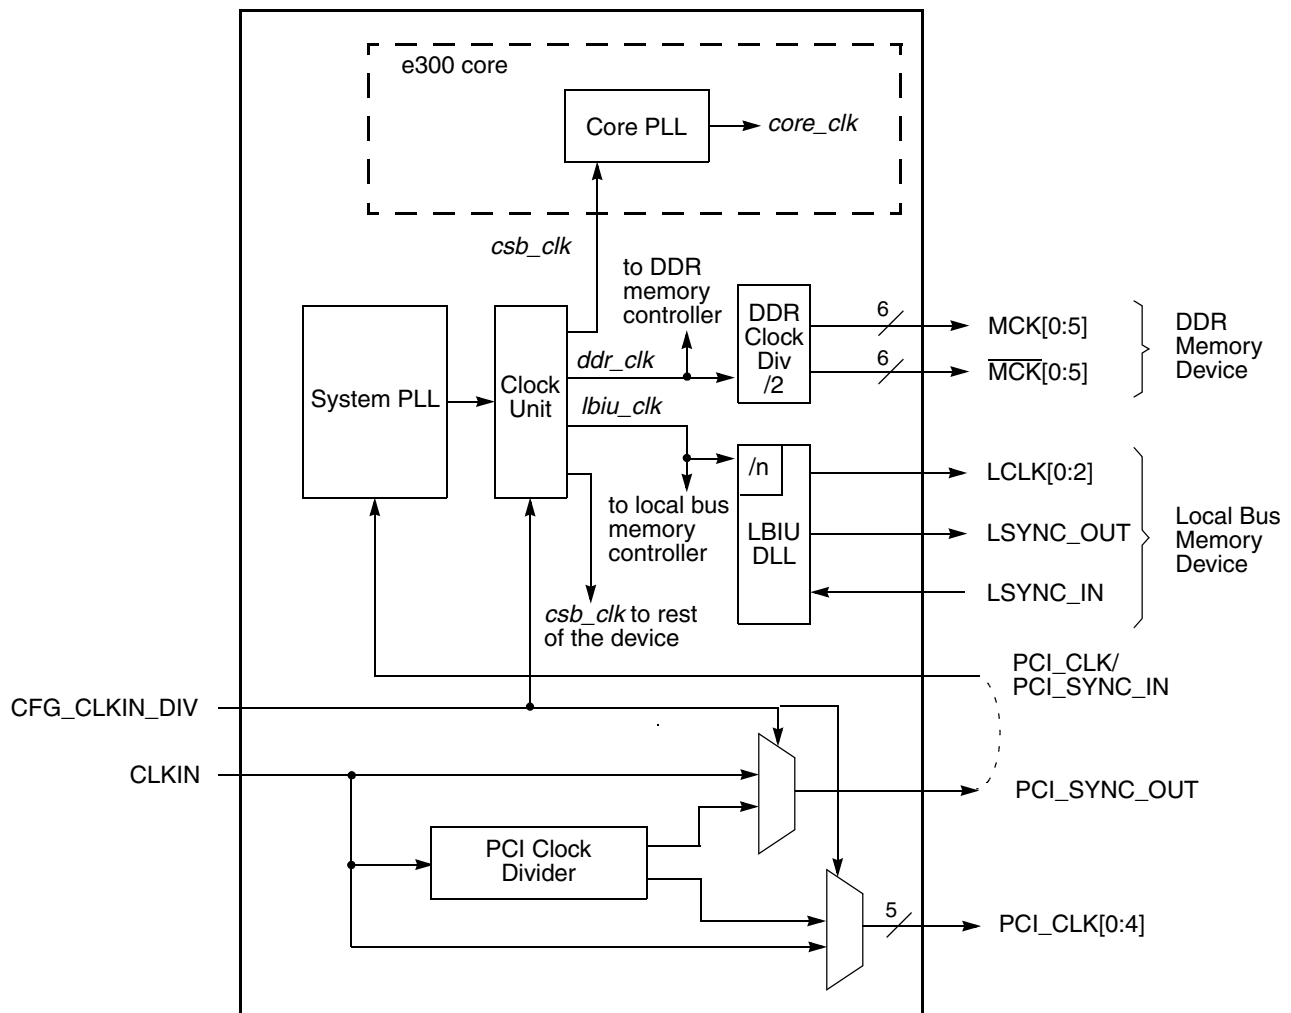 e300 core
Core PLL
core_clk
csb_clk
to DDR
memory
controller
DDR
Clock
Div
/2
6
MCK[0:5]
6
MCK[0:5]
DDR
Memory
Device
System PLL
Clock
Unit
ddr_clk
lbiu_clk
/n
LBIU
DLL
to local bus
memory
controller
LCLK[0:2]
LSYNC_OUT
LSYNC_IN
Local Bus
Memory
Device
csb_clk to rest
of the device
PCI_CLK/
PCI_SYNC_IN
CFG_CLKIN_DIV
CLKIN
PCI_SYNC_OUT
PCI Clock
Divider
5
PCI_CLK[0:4]